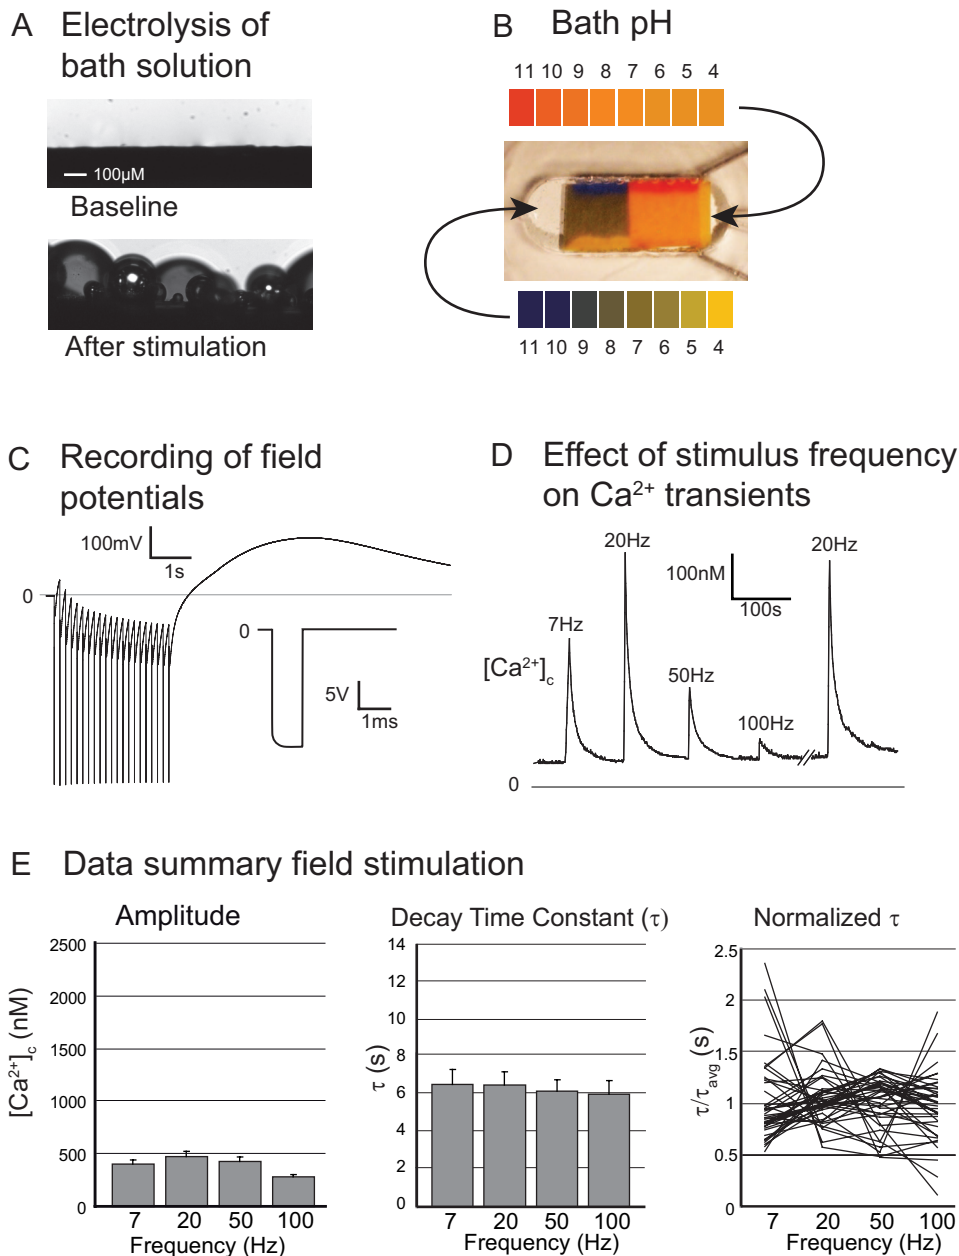 A Electrolysis of
bath solution
100µM
Baseline
After stimulation
B Bath pH
11 10 9 8 7 6 5 4
11 10 9 8 7 6 5 4
C Recording of field
potentials
100mV
1s
0
0
5V
1ms
D Effect of stimulus frequency
on Ca²⁺ transients
20Hz
20Hz
100nM
100s
7Hz
[Ca²⁺]c
50Hz
100Hz
0
E Data summary field stimulation
Amplitude
2500
2000
1500
1000
500
0
[Ca²⁺]c (nM)
7 20 50 100
Frequency (Hz)
Decay Time Constant (τ)
14
12
10
8
6
4
2
0
τ (s)
7 20 50 100
Frequency (Hz)
Normalized τ
2.5
2
1.5
1
0.5
0
τ/τavg (s)
7 20 50 100
Frequency (Hz)